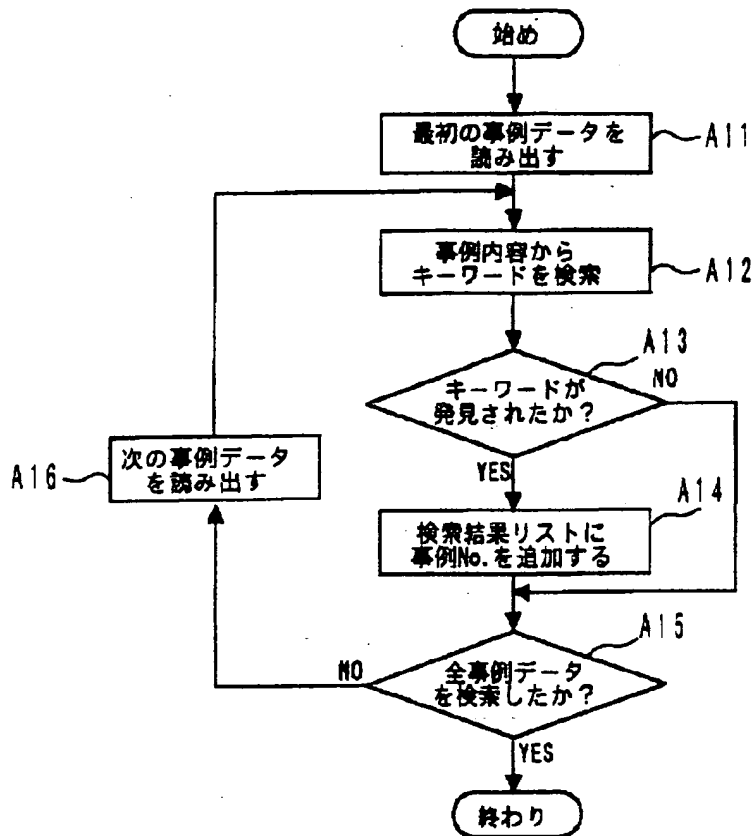 始め
最初の事例データを
読み出す
A11
事例内容から
キーワードを検索
A12
A13
キーワードが
発見されたか?
NO
YES
A14
検索結果リストに
事例No.を追加する
A16
次の事例データ
を読み出す
A15
全事例データ
を検索したか?
NO
YES
終わり